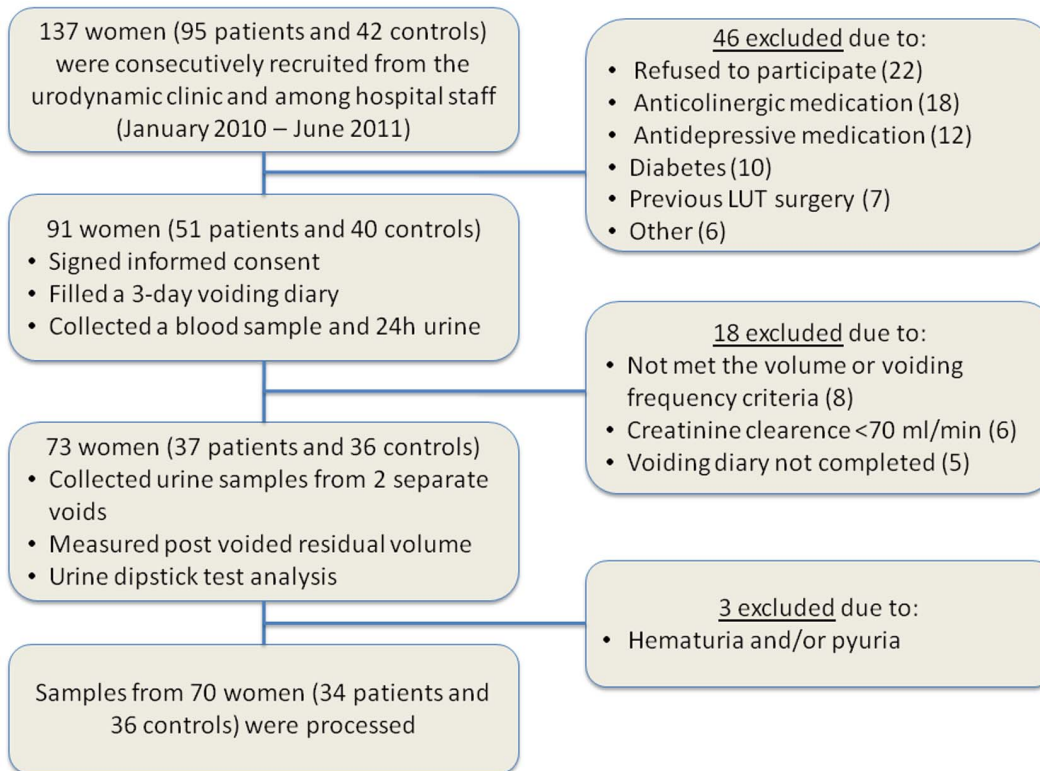 137 women (95 patients and 42 controls)
were consecutively recruited from the
urodynamic clinic and among hospital staff
(January 2010 – June 2011)
46 excluded due to:
• Refused to participate (22)
• Anticolinergic medication (18)
• Antidepressive medication (12)
• Diabetes (10)
• Previous LUT surgery (7)
• Other (6)
91 women (51 patients and 40 controls)
• Signed informed consent
• Filled a 3-day voiding diary
• Collected a blood sample and 24h urine
18 excluded due to:
• Not met the volume or voiding
frequency criteria (8)
• Creatinine clearence <70 ml/min (6)
• Voiding diary not completed (5)
73 women (37 patients and 36 controls)
• Collected urine samples from 2 separate
voids
• Measured post voided residual volume
• Urine dipstick test analysis
3 excluded due to:
• Hematuria and/or pyuria
Samples from 70 women (34 patients and
36 controls) were processed